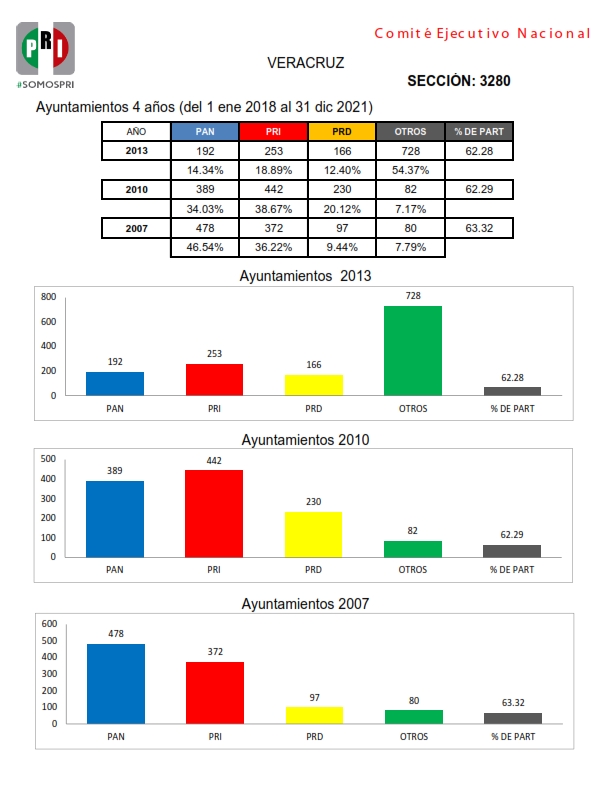 Comité Ejecutivo Nacional
PRI
#SOMOSPRI
VERACRUZ
SECCIÓN: 3280
Ayuntamientos 4 años (del 1 ene 2018 al 31 dic 2021)
AÑO PAN PRI PRD OTROS % DE PART
2013 192 253 166 728 62.28
14.34% 18.89% 12.40% 54.37%
2010 389 442 230 82 62.29
34.03% 38.67% 20.12% 7.17%
2007 478 372 97 80 63.32
46.54% 36.22% 9.44% 7.79%
Ayuntamientos 2013
800
600
400
200
0
192 253 166 728 62.28
PAN PRI PRD OTROS % DE PART
Ayuntamientos 2010
500
400
300
200
100
0
389 442 230 82 62.29
PAN PRI PRD OTROS % DE PART
Ayuntamientos 2007
600
500
400
300
200
100
0
478 372 97 80 63.32
PAN PRI PRD OTROS % DE PART